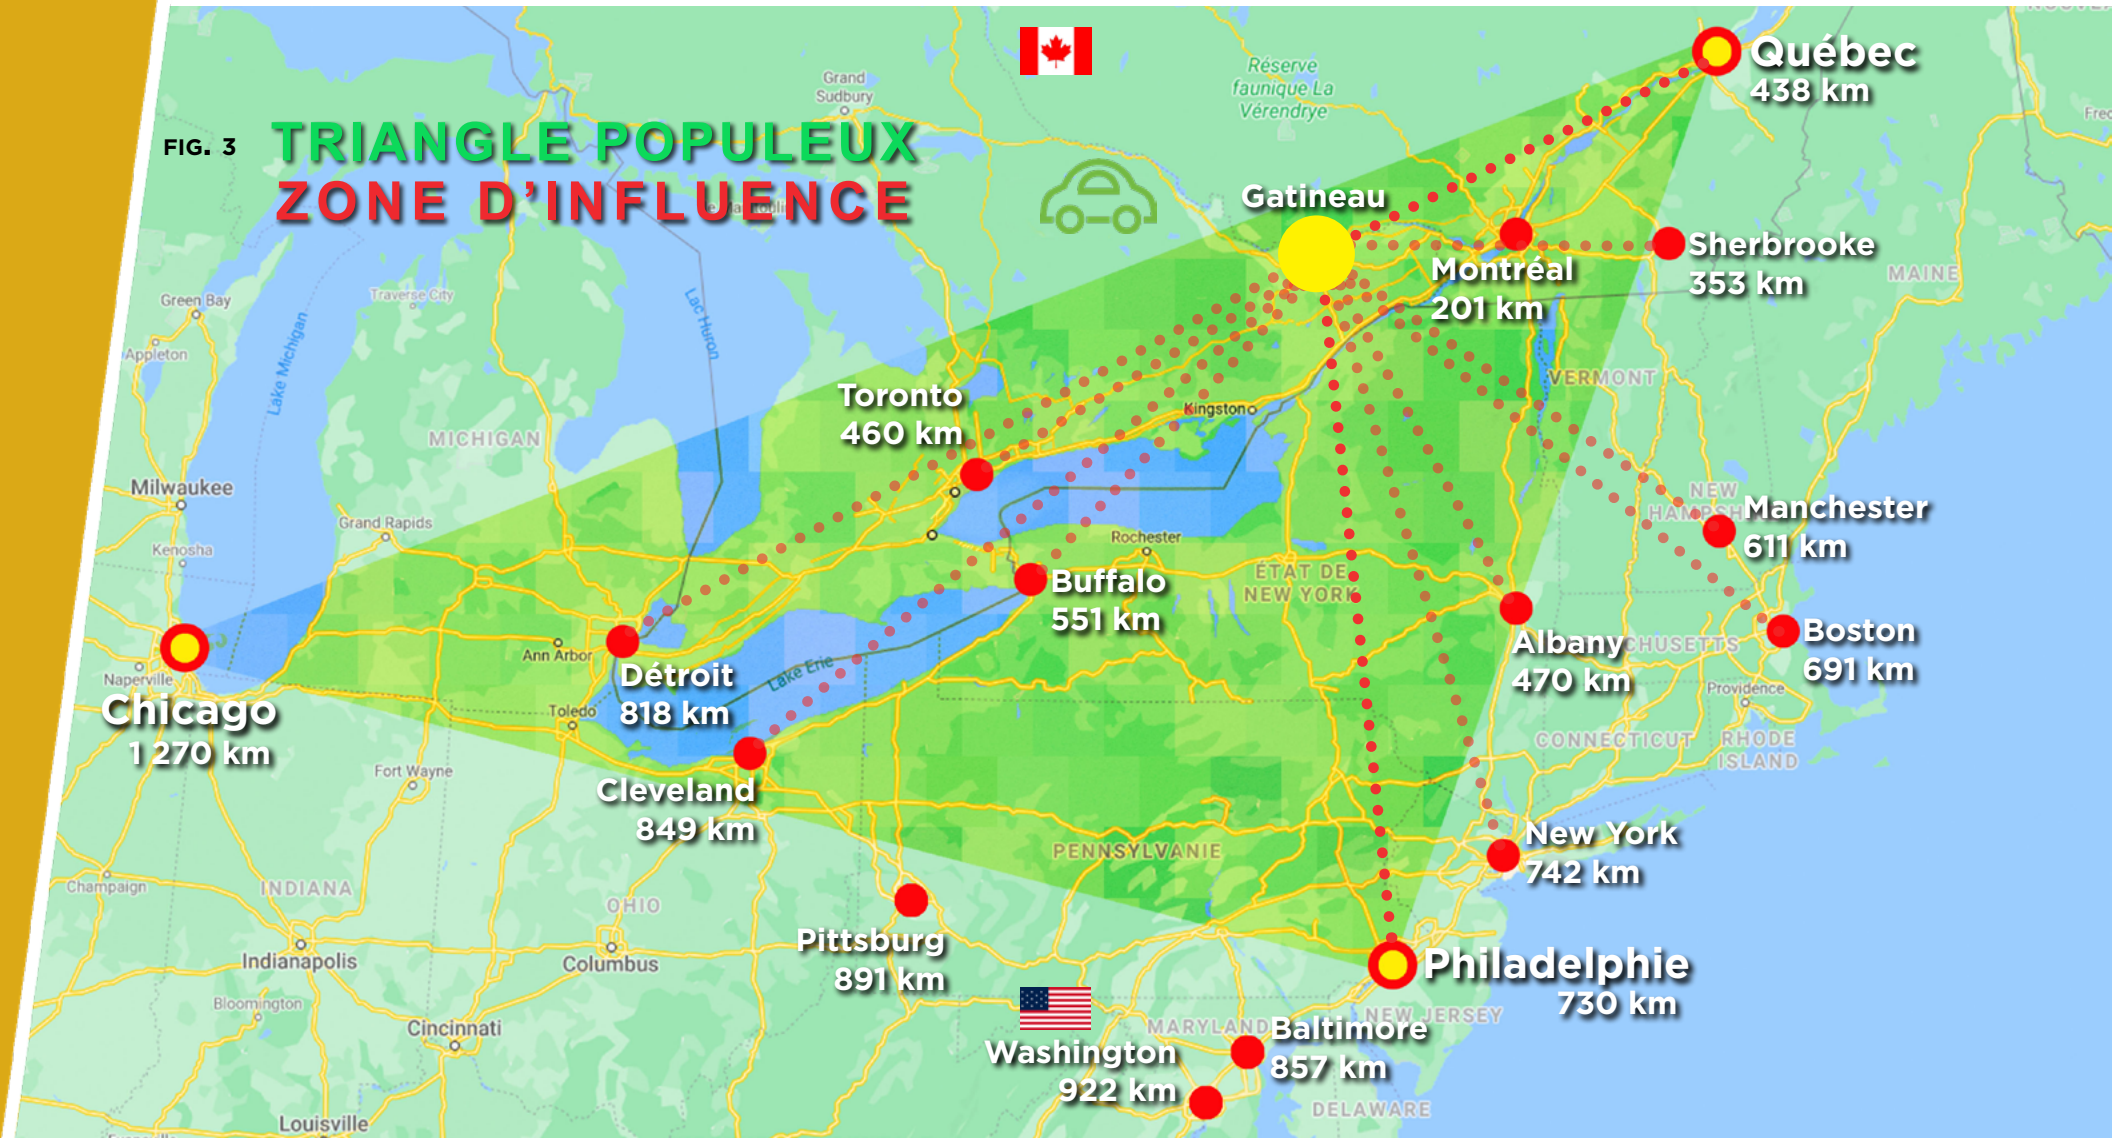 FIG. 3
TRIANGLE POPULEUX
ZONE D'INFLUENCE
Grand
Sudbury
Réserve
faunique La
Vérendrye
Québec
438 km
Gatineau
Montréal
201 km
Sherbrooke
353 km
MAINE
Green Bay
Traverse City
Appleton
Lake Michigan
Lac Huron
MICHIGAN
Toronto
460 km
Kingston
VERMONT
Milwaukee
Grand Rapids
Kenosha
NEW
HAMPSH
Manchester
611 km
Rochester
ÉTAT DE
NEW YORK
Buffalo
551 km
Ann Arbor
Détroit
818 km
Lake Erie
Toledo
Naperville
Chicago
1 270 km
Albany
470 km
CHUSETTS
Boston
691 km
Providence
CONNECTICUT
RHODE
ISLAND
Fort Wayne
Cleveland
849 km
New York
742 km
PENNSYLVANIE
Champaign
INDIANA
OHIO
Pittsburg
891 km
Indianapolis
Columbus
Philadelphie
730 km
Bloomington
Cincinnati
NEW JERSEY
MARYLAND
Baltimore
857 km
Washington
922 km
DELAWARE
Louisville